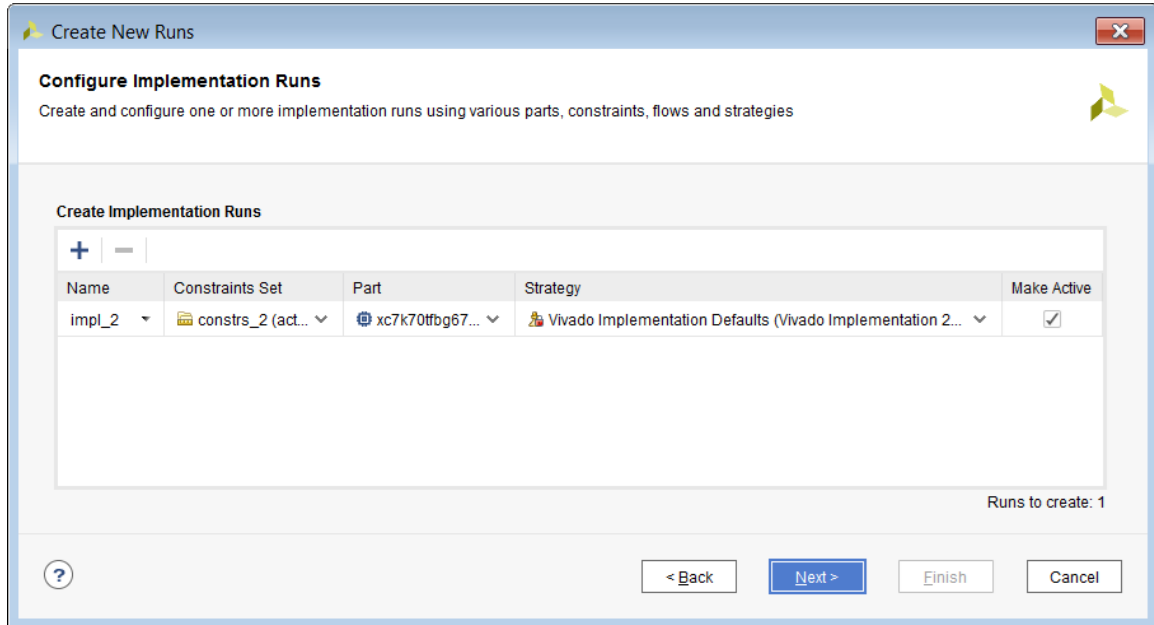 Create New Runs
Configure Implementation Runs
Create and configure one or more implementation runs using various parts, constraints, flows and strategies
Create Implementation Runs
Name Constraints Set Part Strategy Make Active
impl_2 constrs_2 (act... xc7k70tfbg67... Vivado Implementation Defaults (Vivado Implementation 2...
Runs to create: 1
? < Back Next > Finish Cancel